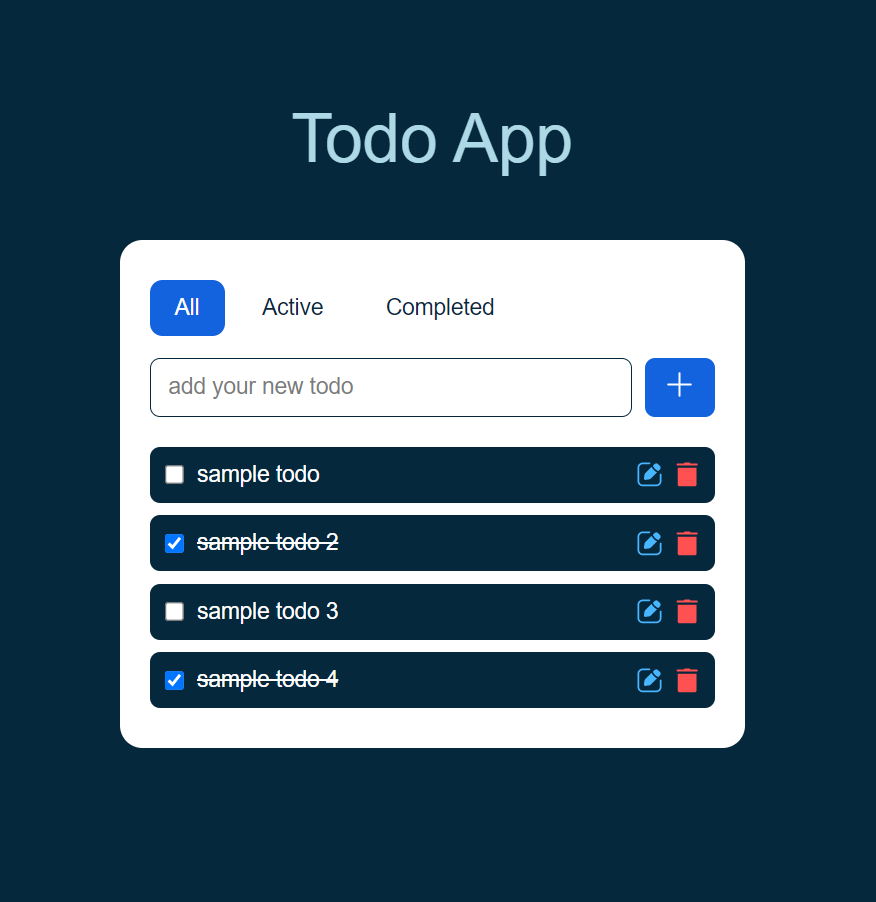 Todo App
All Active Completed
add your new todo
sample todo
sample todo 2
sample todo 3
sample todo 4